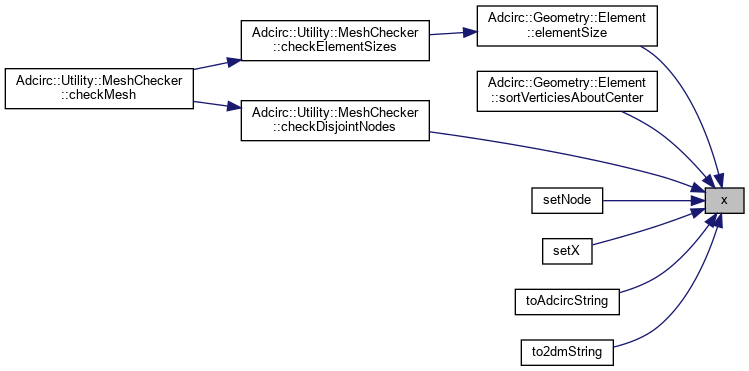 Adcirc::Utility::MeshChecker
::checkMesh
Adcirc::Utility::MeshChecker
::checkElementSizes
Adcirc::Utility::MeshChecker
::checkDisjointNodes
Adcirc::Geometry::Element
::elementSize
Adcirc::Geometry::Element
::sortVerticiesAboutCenter
setNode
setX
toAdcircString
to2dmString
x